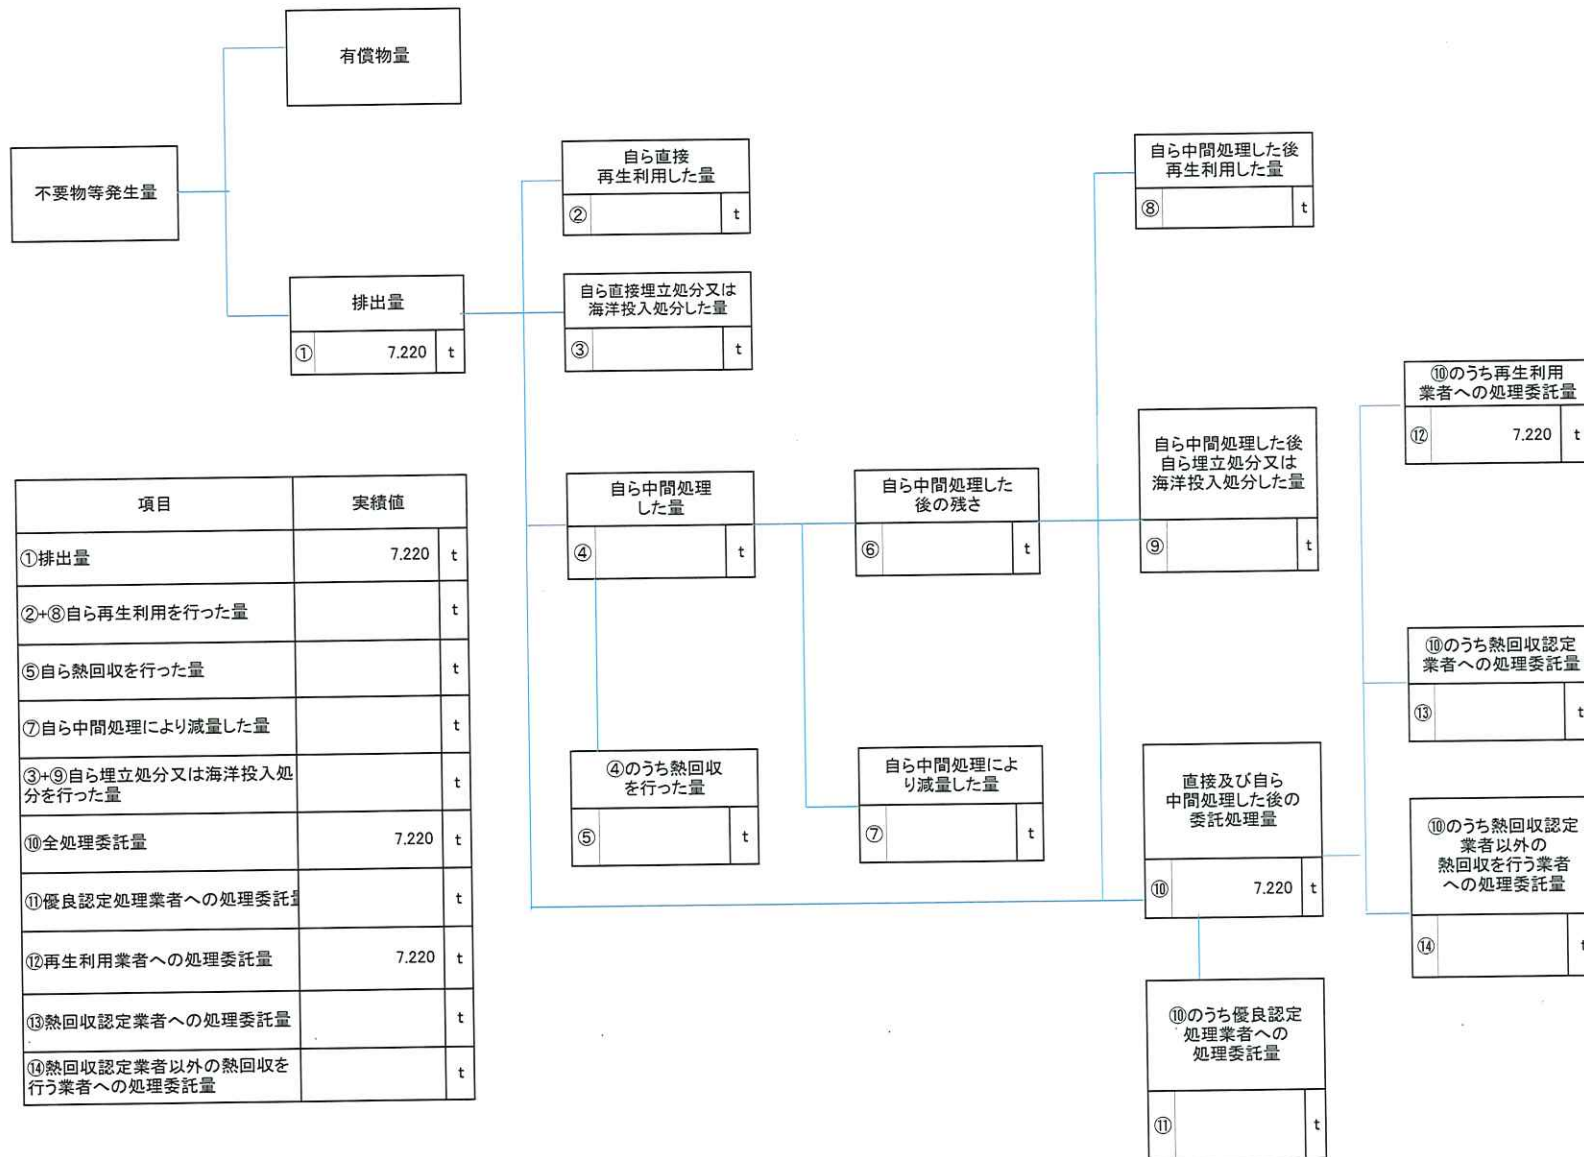 有償物量
不要物等発生量
排出量
① 7.220 t
自ら直接
再生利用した量
② t
自ら直接埋立処分又は
海洋投入処分した量
③ t
自ら中間処理
した量
④ t
④のうち熱回収
を行った量
⑤ t
自ら中間処理した
後の残さ
⑥ t
自ら中間処理によ
り減量した量
⑦ t
自ら中間処理した後
再生利用した量
⑧ t
自ら中間処理した後
自ら埋立処分又は
海洋投入処分した量
⑨ t
直接及び自ら
中間処理した後の
委託処理量
⑩ 7.220 t
⑩のうち優良認定
処理業者への
処理委託量
⑪ t
⑩のうち再生利用
業者への処理委託量
⑫ 7.220 t
⑩のうち熱回収認定
業者への処理委託量
⑬ t
⑩のうち熱回収認定
業者以外の
熱回収を行う業者
への処理委託量
⑭ t
項目 実績値
①排出量 7.220 t
②+⑧自ら再生利用を行った量 t
⑤自ら熱回収を行った量 t
⑦自ら中間処理により減量した量 t
③+⑨自ら埋立処分又は海洋投入処
分を行った量 t
⑩全処理委託量 7.220 t
⑪優良認定処理業者への処理委託 t
⑫再生利用業者への処理委託量 7.220 t
⑬熱回収認定業者への処理委託量 t
⑭熱回収認定業者以外の熱回収を
行う業者への処理委託量 t